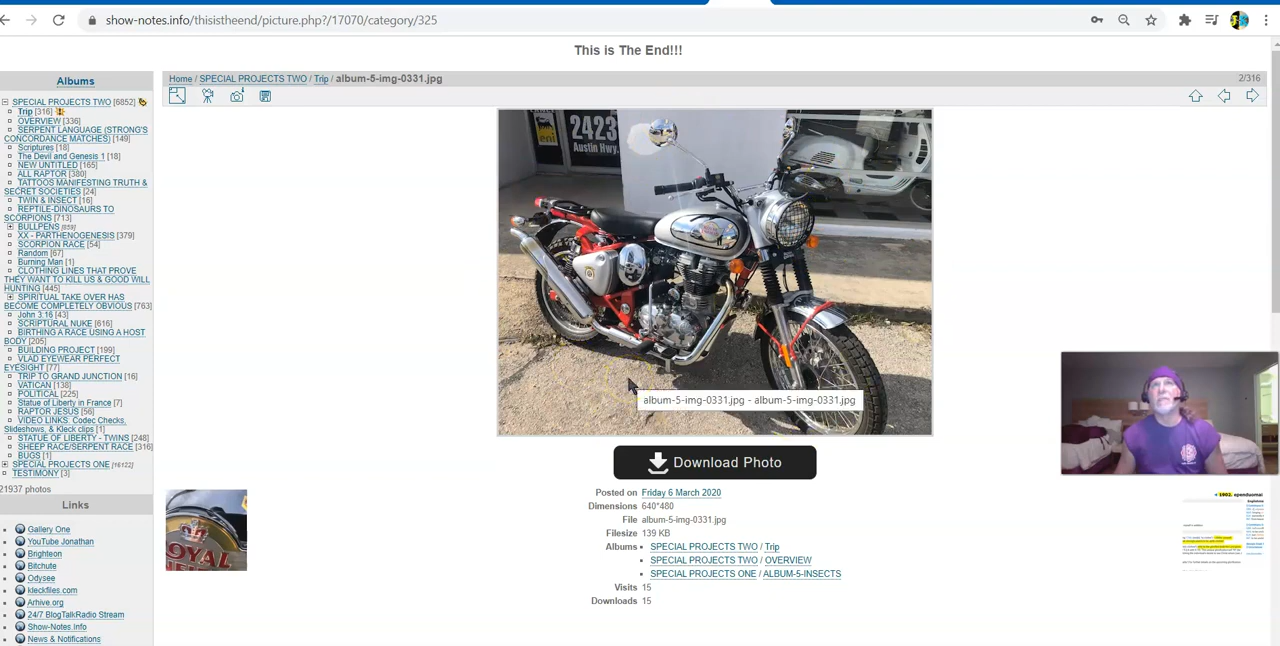 show-notes.info/thisistheend/picture.php?/17070/category/325
This is The End!!!
Albums
SPECIAL PROJECTS TWO [6852]
Trip [316]
OVERVIEW [336]
SERPENT LANGUAGE (STRONG'S
CONCORDANCE MATCHES) [149]
Scriptures [18]
The Devil and Genesis 1 [18]
NEW UNTITLED [165]
ALL RAPTOR [380]
TATTOOS MANIFESTING TRUTH &
SECRET SOCIETIES [24]
TWIN & INSECT [16]
REPTILE-DINOSAURS TO
SCORPIONS [713]
BULLPENS [659]
XX - PARTHENOGENESIS [379]
SCORPION RACE [54]
Random [67]
Burning Man [1]
CLOTHING LINES THAT PROVE
THEY WANT TO KILL US & GOOD WILL
HUNTING [445]
SPIRITUAL TAKE OVER HAS
BECOME COMPLETELY OBVIOUS [763]
John 3:16 [43]
SCRIPTURAL NUKE [616]
BIRTHING A RACE USING A HOST
BODY [205]
BUILDING PROJECT [199]
VLAD EYEWEAR PERFECT
EYESIGHT [77]
TRIP TO GRAND JUNCTION [16]
VATICAN [138]
POLITICAL [225]
Statue of Liberty in France [7]
RAPTOR JESUS [56]
VIDEO LINKS, Codec Checks,
Slideshows, & Kleck clips [1]
STATUE OF LIBERTY - TWINS [248]
SHEEP RACE/SERPENT RACE [316]
BUGS [1]
SPECIAL PROJECTS ONE [16122]
TESTIMONY [3]
21937 photos
Links
Gallery One
YouTube Jonathan
Brighteon
Bitchute
Odysee
kleckfiles.com
Arhive.org
24/7 BlogTalkRadio Stream
Show-Notes.Info
News & Notifications
Home / SPECIAL PROJECTS TWO / Trip / album-5-img-0331.jpg
2/316
eni
2423
Austin Hwy.
album-5-img-0331.jpg - album-5-img-0331.jpg
Download Photo
Posted on Friday 6 March 2020
Dimensions 640*480
File album-5-img-0331.jpg
Filesize 139 KB
Albums SPECIAL PROJECTS TWO / Trip
SPECIAL PROJECTS TWO / OVERVIEW
SPECIAL PROJECTS ONE / ALBUM-5-INSECTS
Visits 15
Downloads 15
ROYAL
1902. ependuomai